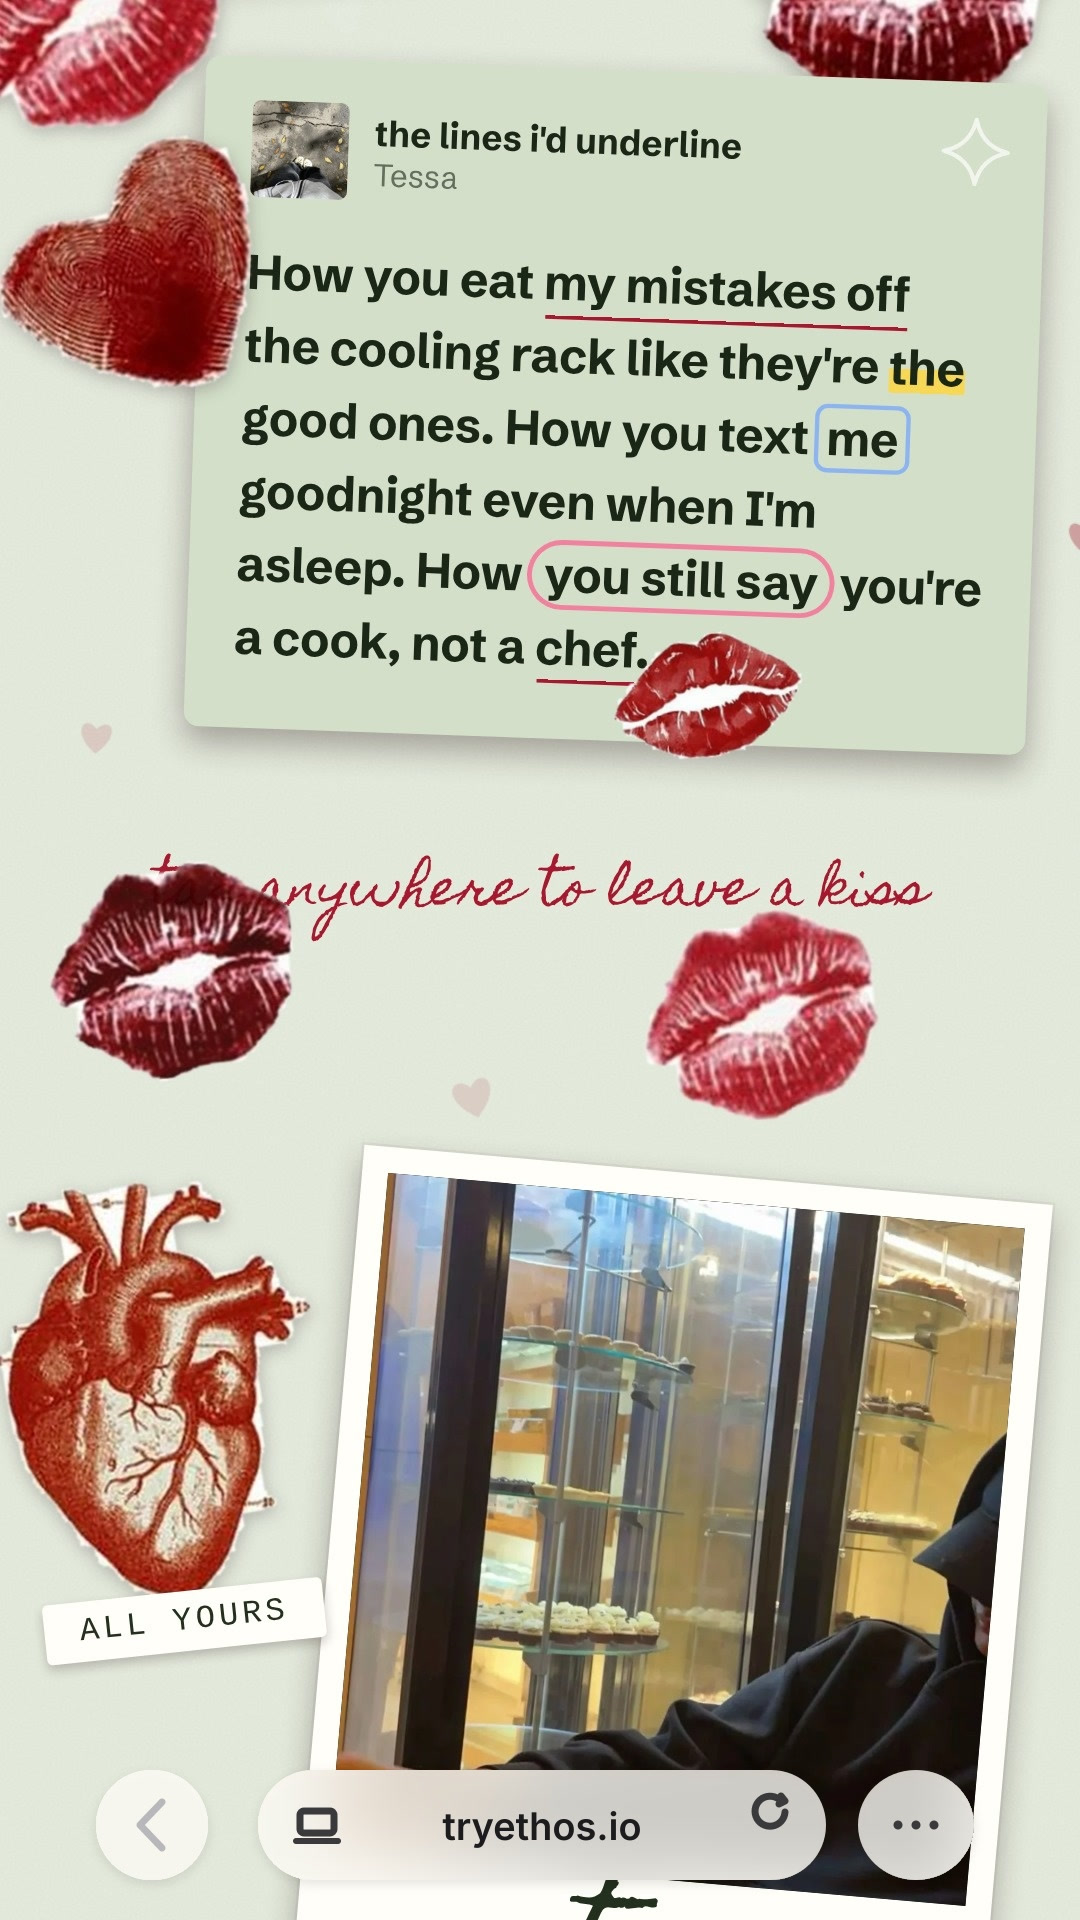 the lines i'd underline
Tessa
How you eat my mistakes off
the cooling rack like they're the
good ones. How you text me
goodnight even when I'm
asleep. How you still say you're
a cook, not a chef.
anywhere to leave a kiss
ALL YOURS
tryethos.io